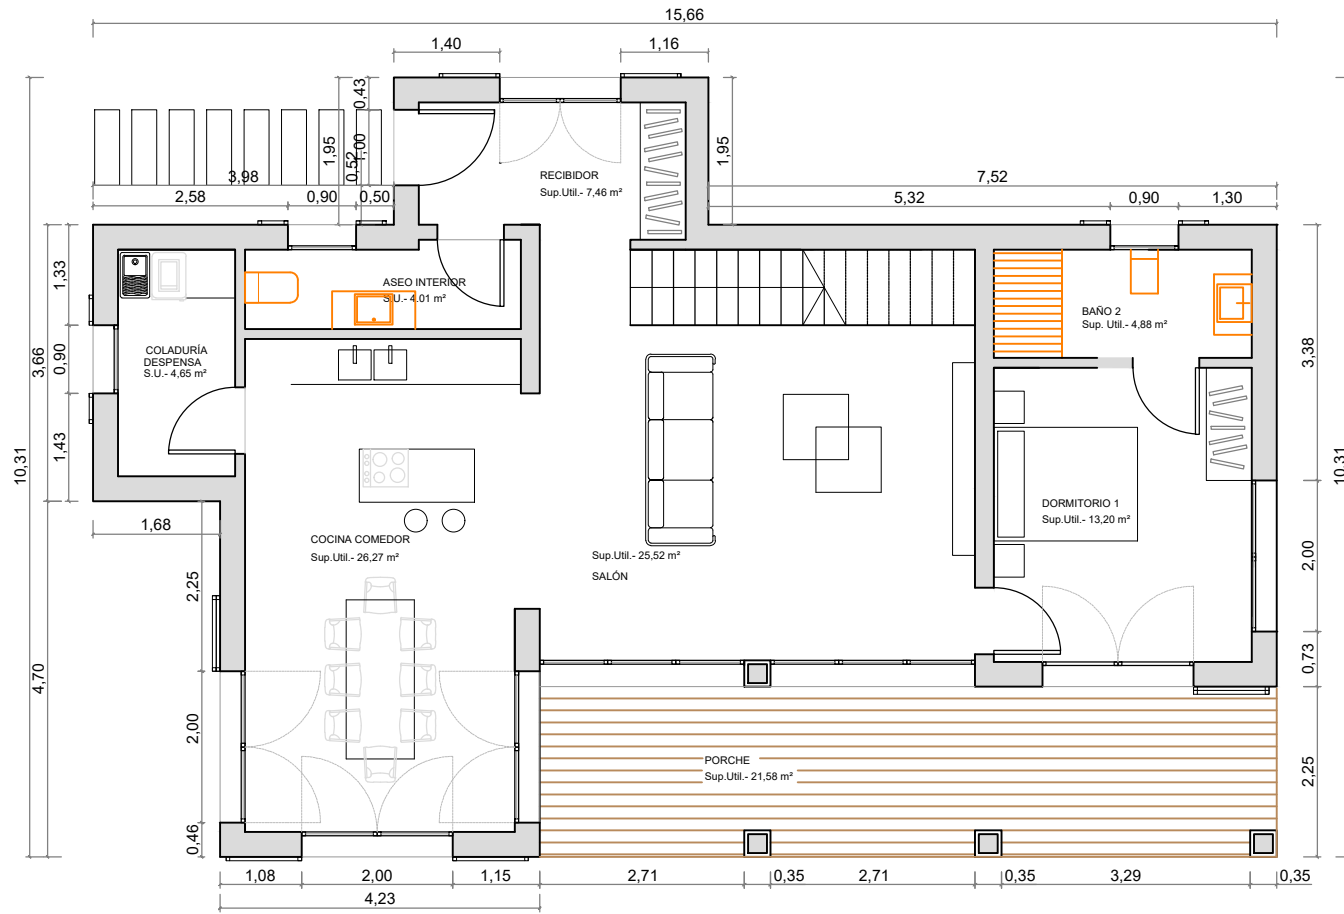 15,66
1,40
1,16
0,43
1,95
1,00
0,52
1,95
3,98
7,52
2,58
0,90
0,50
5,32
0,90
1,30
RECIBIDOR
Sup.Util.- 7,46 m²
1,33
3,66
0,90
1,43
10,31
10,31
3,38
ASEO INTERIOR
S.U.- 4.01 m²
BAÑO 2
Sup. Util.- 4,88 m²
COLADURÍA
DESPENSA
S.U.- 4,65 m²
DORMITORIO 1
Sup.Util.- 13,20 m²
1,68
COCINA COMEDOR
Sup.Util.- 26,27 m²
Sup.Util.- 25,52 m²
SALÓN
2,25
2,00
4,70
0,73
2,00
PORCHE
Sup.Util.- 21,58 m²
2,25
0,46
1,08
2,00
1,15
2,71
0,35
2,71
0,35
3,29
0,35
4,23